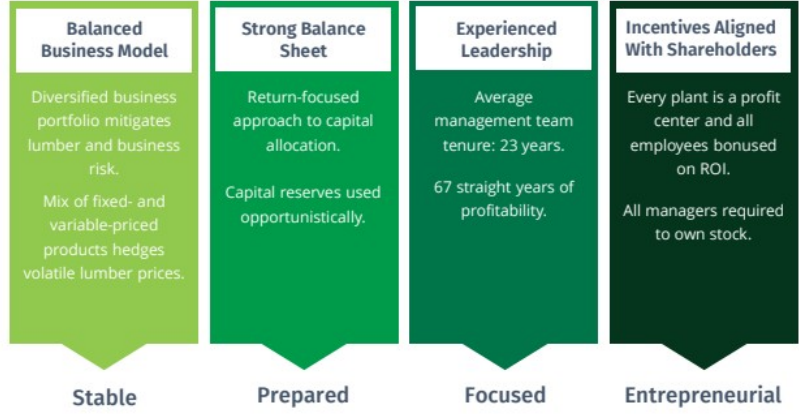 Balanced
Business Model
Diversified business
portfolio mitigates
lumber and business
risk.
Mix of fixed- and
variable-priced
products hedges
volatile lumber prices.
Stable
Strong Balance
Sheet
Return-focused
approach to capital
allocation.
Capital reserves used
opportunistically.
Prepared
Experienced
Leadership
Average
management team
tenure: 23 years.
67 straight years of
profitability.
Focused
Incentives Aligned
With Shareholders
Every plant is a profit
center and all
employees bonused
on ROI.
All managers required
to own stock.
Entrepreneurial